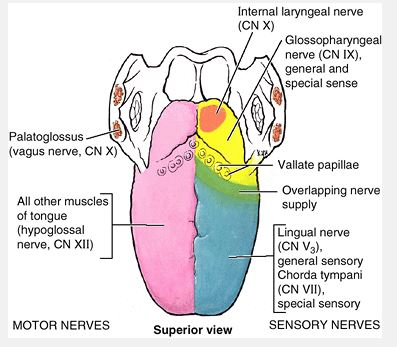 Internal laryngeal nerve
(CN X)
Glossopharyngeal
nerve (CN IX),
general and
special sense
Palatoglossus
(vagus nerve, CN X)
Vallate papillae
Overlapping nerve
supply
All other muscles
of tongue
(hypoglossal
nerve, CN XII)
Lingual nerve
(CN V3),
general sensory
Chorda tympani
(CN VII),
special sensory
MOTOR NERVES
Superior view
SENSORY NERVES